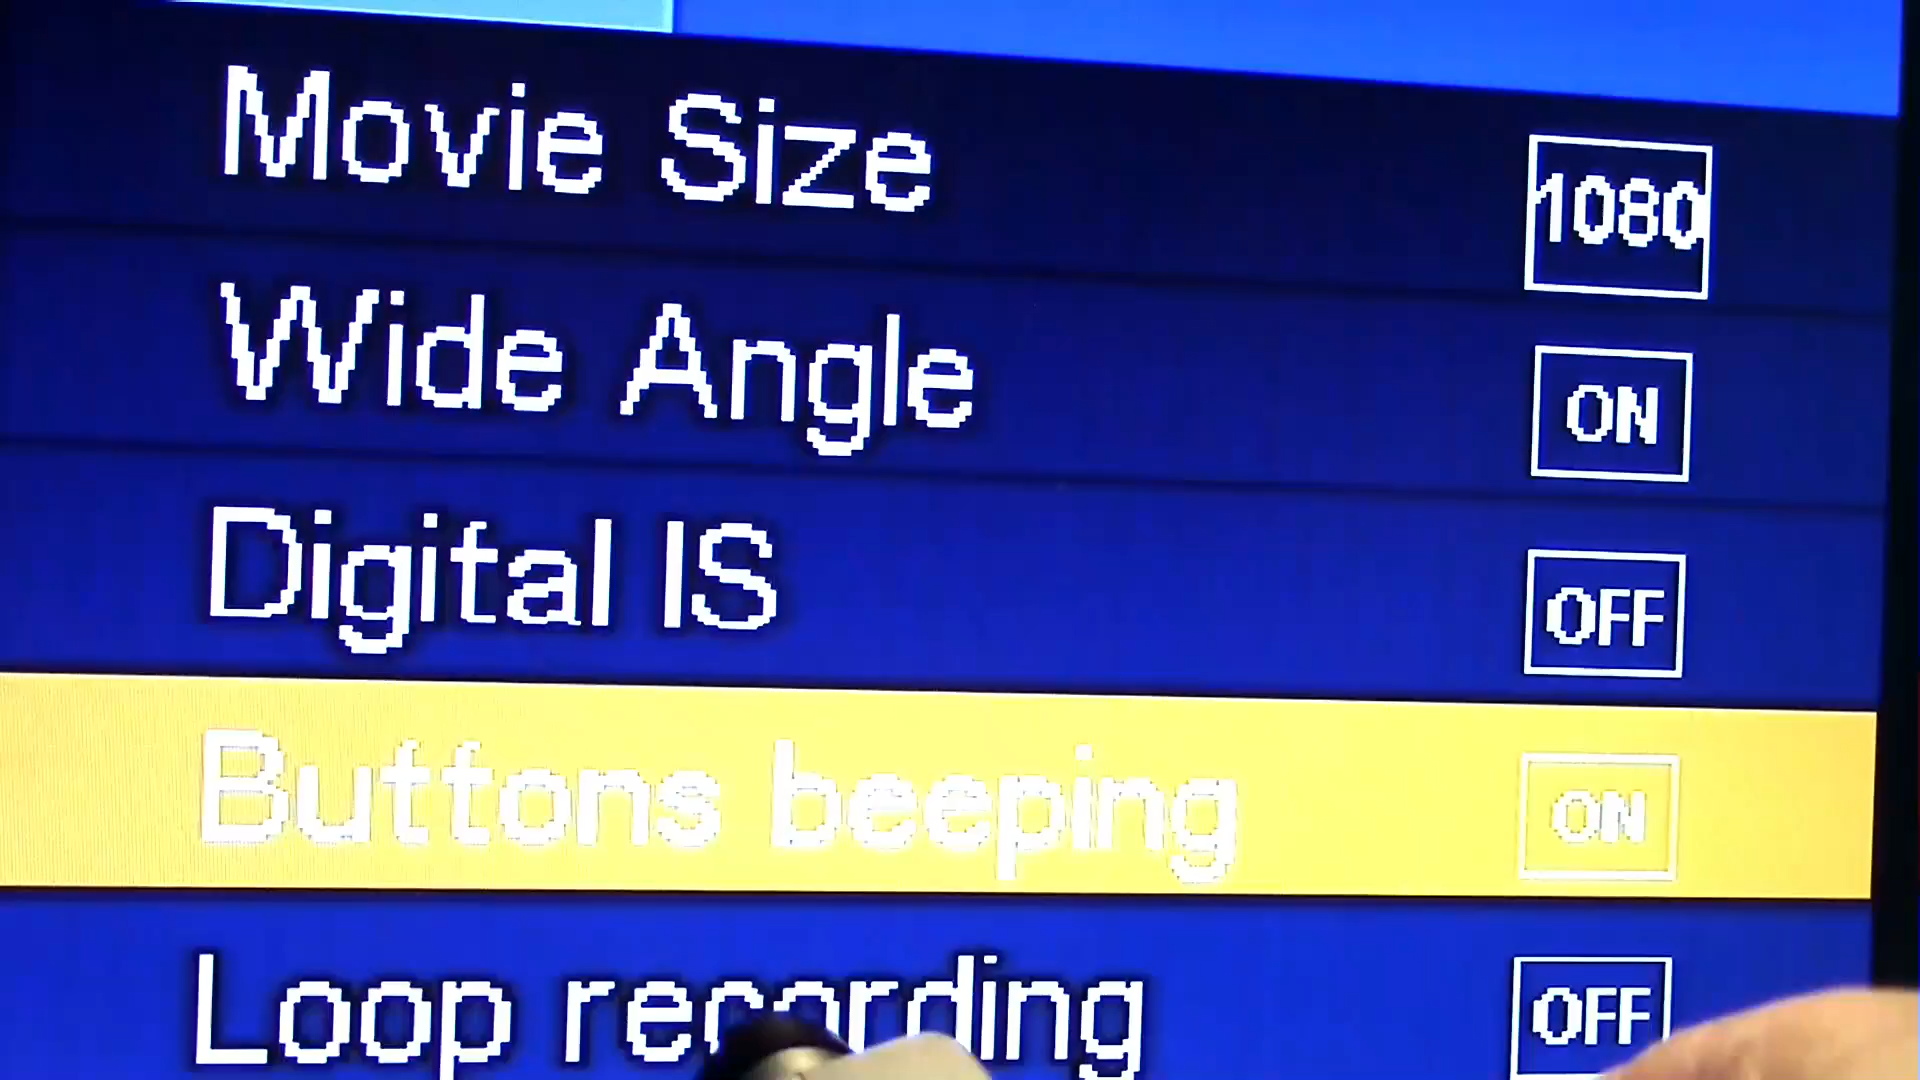 Movie Size 1080
Wide Angle ON
Digital IS OFF
Buttons beeping ON
Loop recording OFF